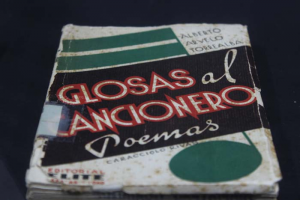 ALBERTO
ARVELO
TORREALBA
GLOSAS al
CANCIONERO
Poemas
EDITORIAL
ELITE